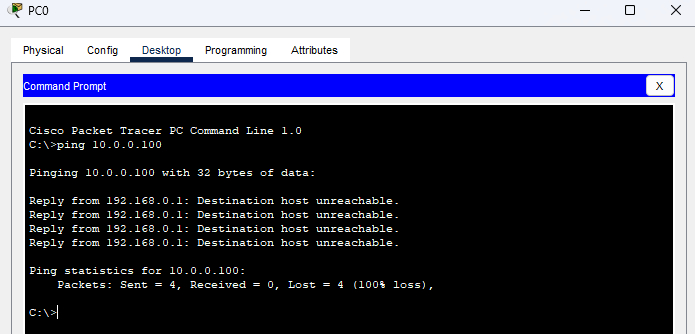 PC0
Physical Config Desktop Programming Attributes
Command Prompt X
Cisco Packet Tracer PC Command Line 1.0
C:\>ping 10.0.0.100
Pinging 10.0.0.100 with 32 bytes of data:
Reply from 192.168.0.1: Destination host unreachable.
Reply from 192.168.0.1: Destination host unreachable.
Reply from 192.168.0.1: Destination host unreachable.
Reply from 192.168.0.1: Destination host unreachable.
Ping statistics for 10.0.0.100:
Packets: Sent = 4, Received = 0, Lost = 4 (100% loss),
C:\>